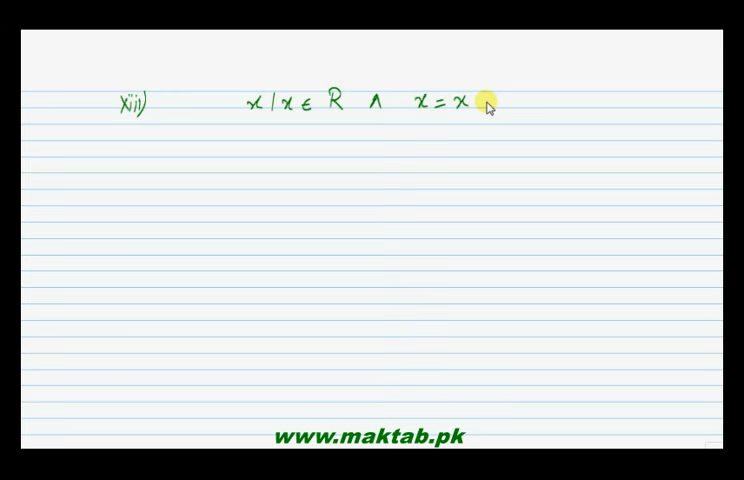 xiii) x / x ∈ R ∧ x = x
www.maktab.pk